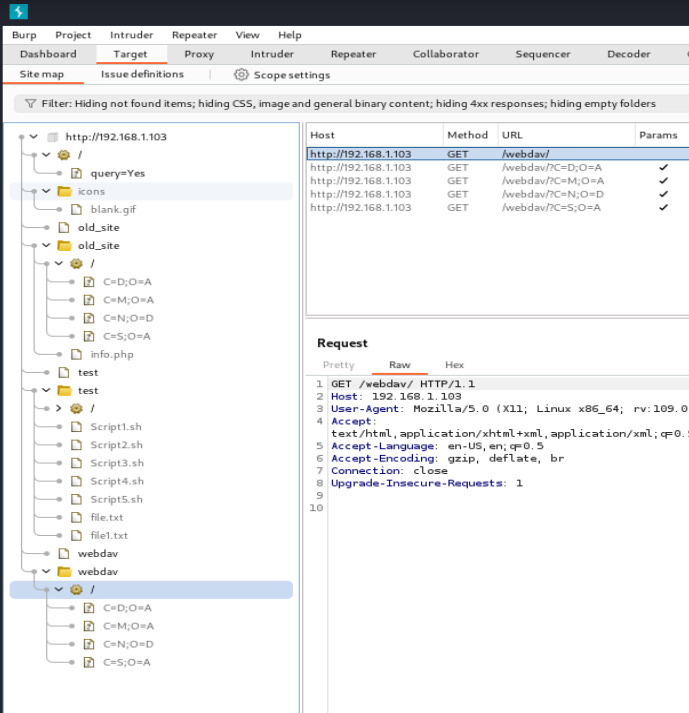 Burp Project Intruder Repeater View Help
Dashboard Target Proxy Intruder Repeater Collaborator Sequencer Decoder
Site map Issue definitions Scope settings
Filter: Hiding not found items; hiding CSS, image and general binary content; hiding 4xx responses; hiding empty folders
http://192.168.1.103
/
query=Yes
icons
blank.gif
old_site
old_site
/
C=D;O=A
C=M;O=A
C=N;O=D
C=S;O=A
info.php
test
test
/
Script1.sh
Script2.sh
Script3.sh
Script4.sh
Script5.sh
file.txt
file1.txt
webdav
webdav
/
C=D;O=A
C=M;O=A
C=N;O=D
C=S;O=A
Host Method URL Params
http://192.168.1.103 GET /webdav/
http://192.168.1.103 GET /webdav/?C=D;O=A
http://192.168.1.103 GET /webdav/?C=M;O=A
http://192.168.1.103 GET /webdav/?C=N;O=D
http://192.168.1.103 GET /webdav/?C=S;O=A
Request
Pretty Raw Hex
1 GET /webdav/ HTTP/1.1
2 Host: 192.168.1.103
3 User-Agent: Mozilla/5.0 (X11; Linux x86_64; rv:109.0
4 Accept:
text/html,application/xhtml+xml,application/xml;q=0.
5 Accept-Language: en-US,en;q=0.5
6 Accept-Encoding: gzip, deflate, br
7 Connection: close
8 Upgrade-Insecure-Requests: 1
9
10